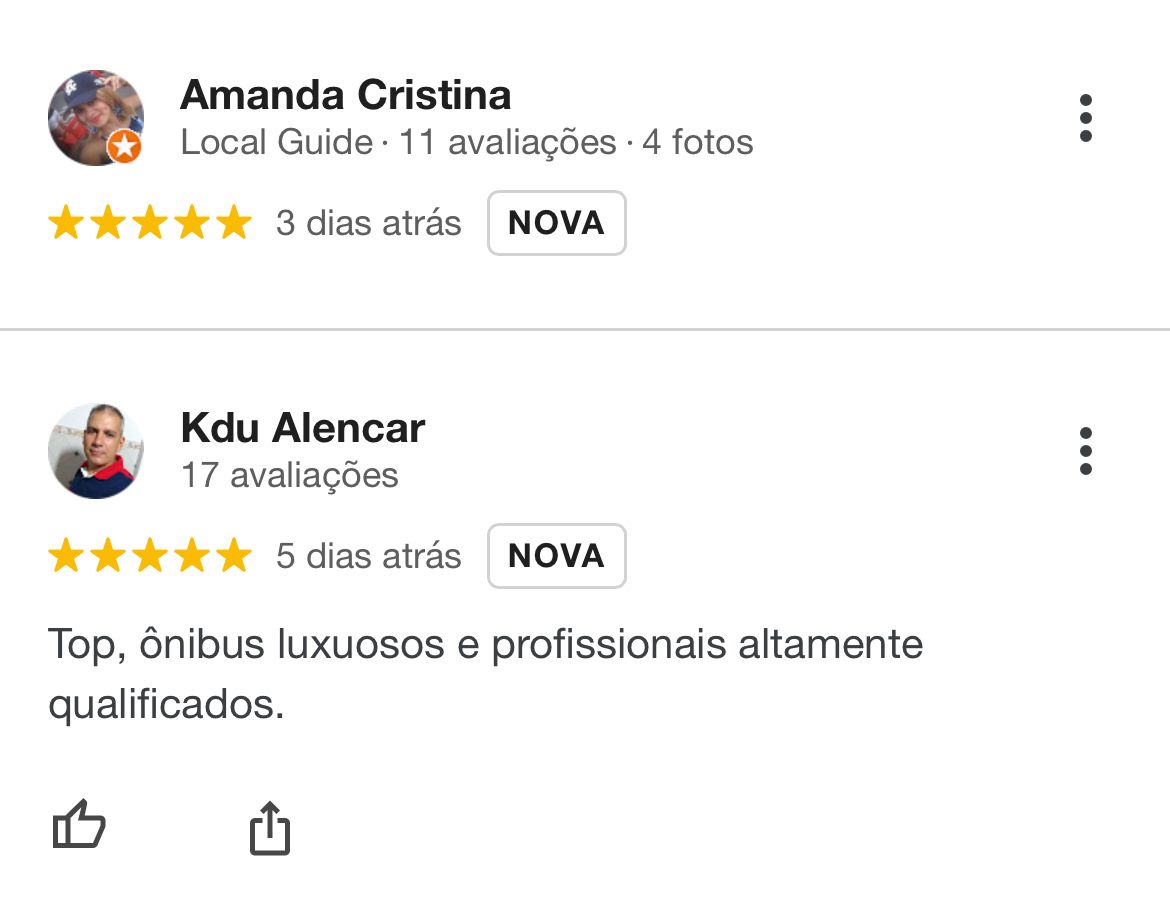 Amanda Cristina
Local Guide · 11 avaliações · 4 fotos
3 dias atrás NOVA
Kdu Alencar
17 avaliações
5 dias atrás NOVA
Top, ônibus luxuosos e profissionais altamente
qualificados.